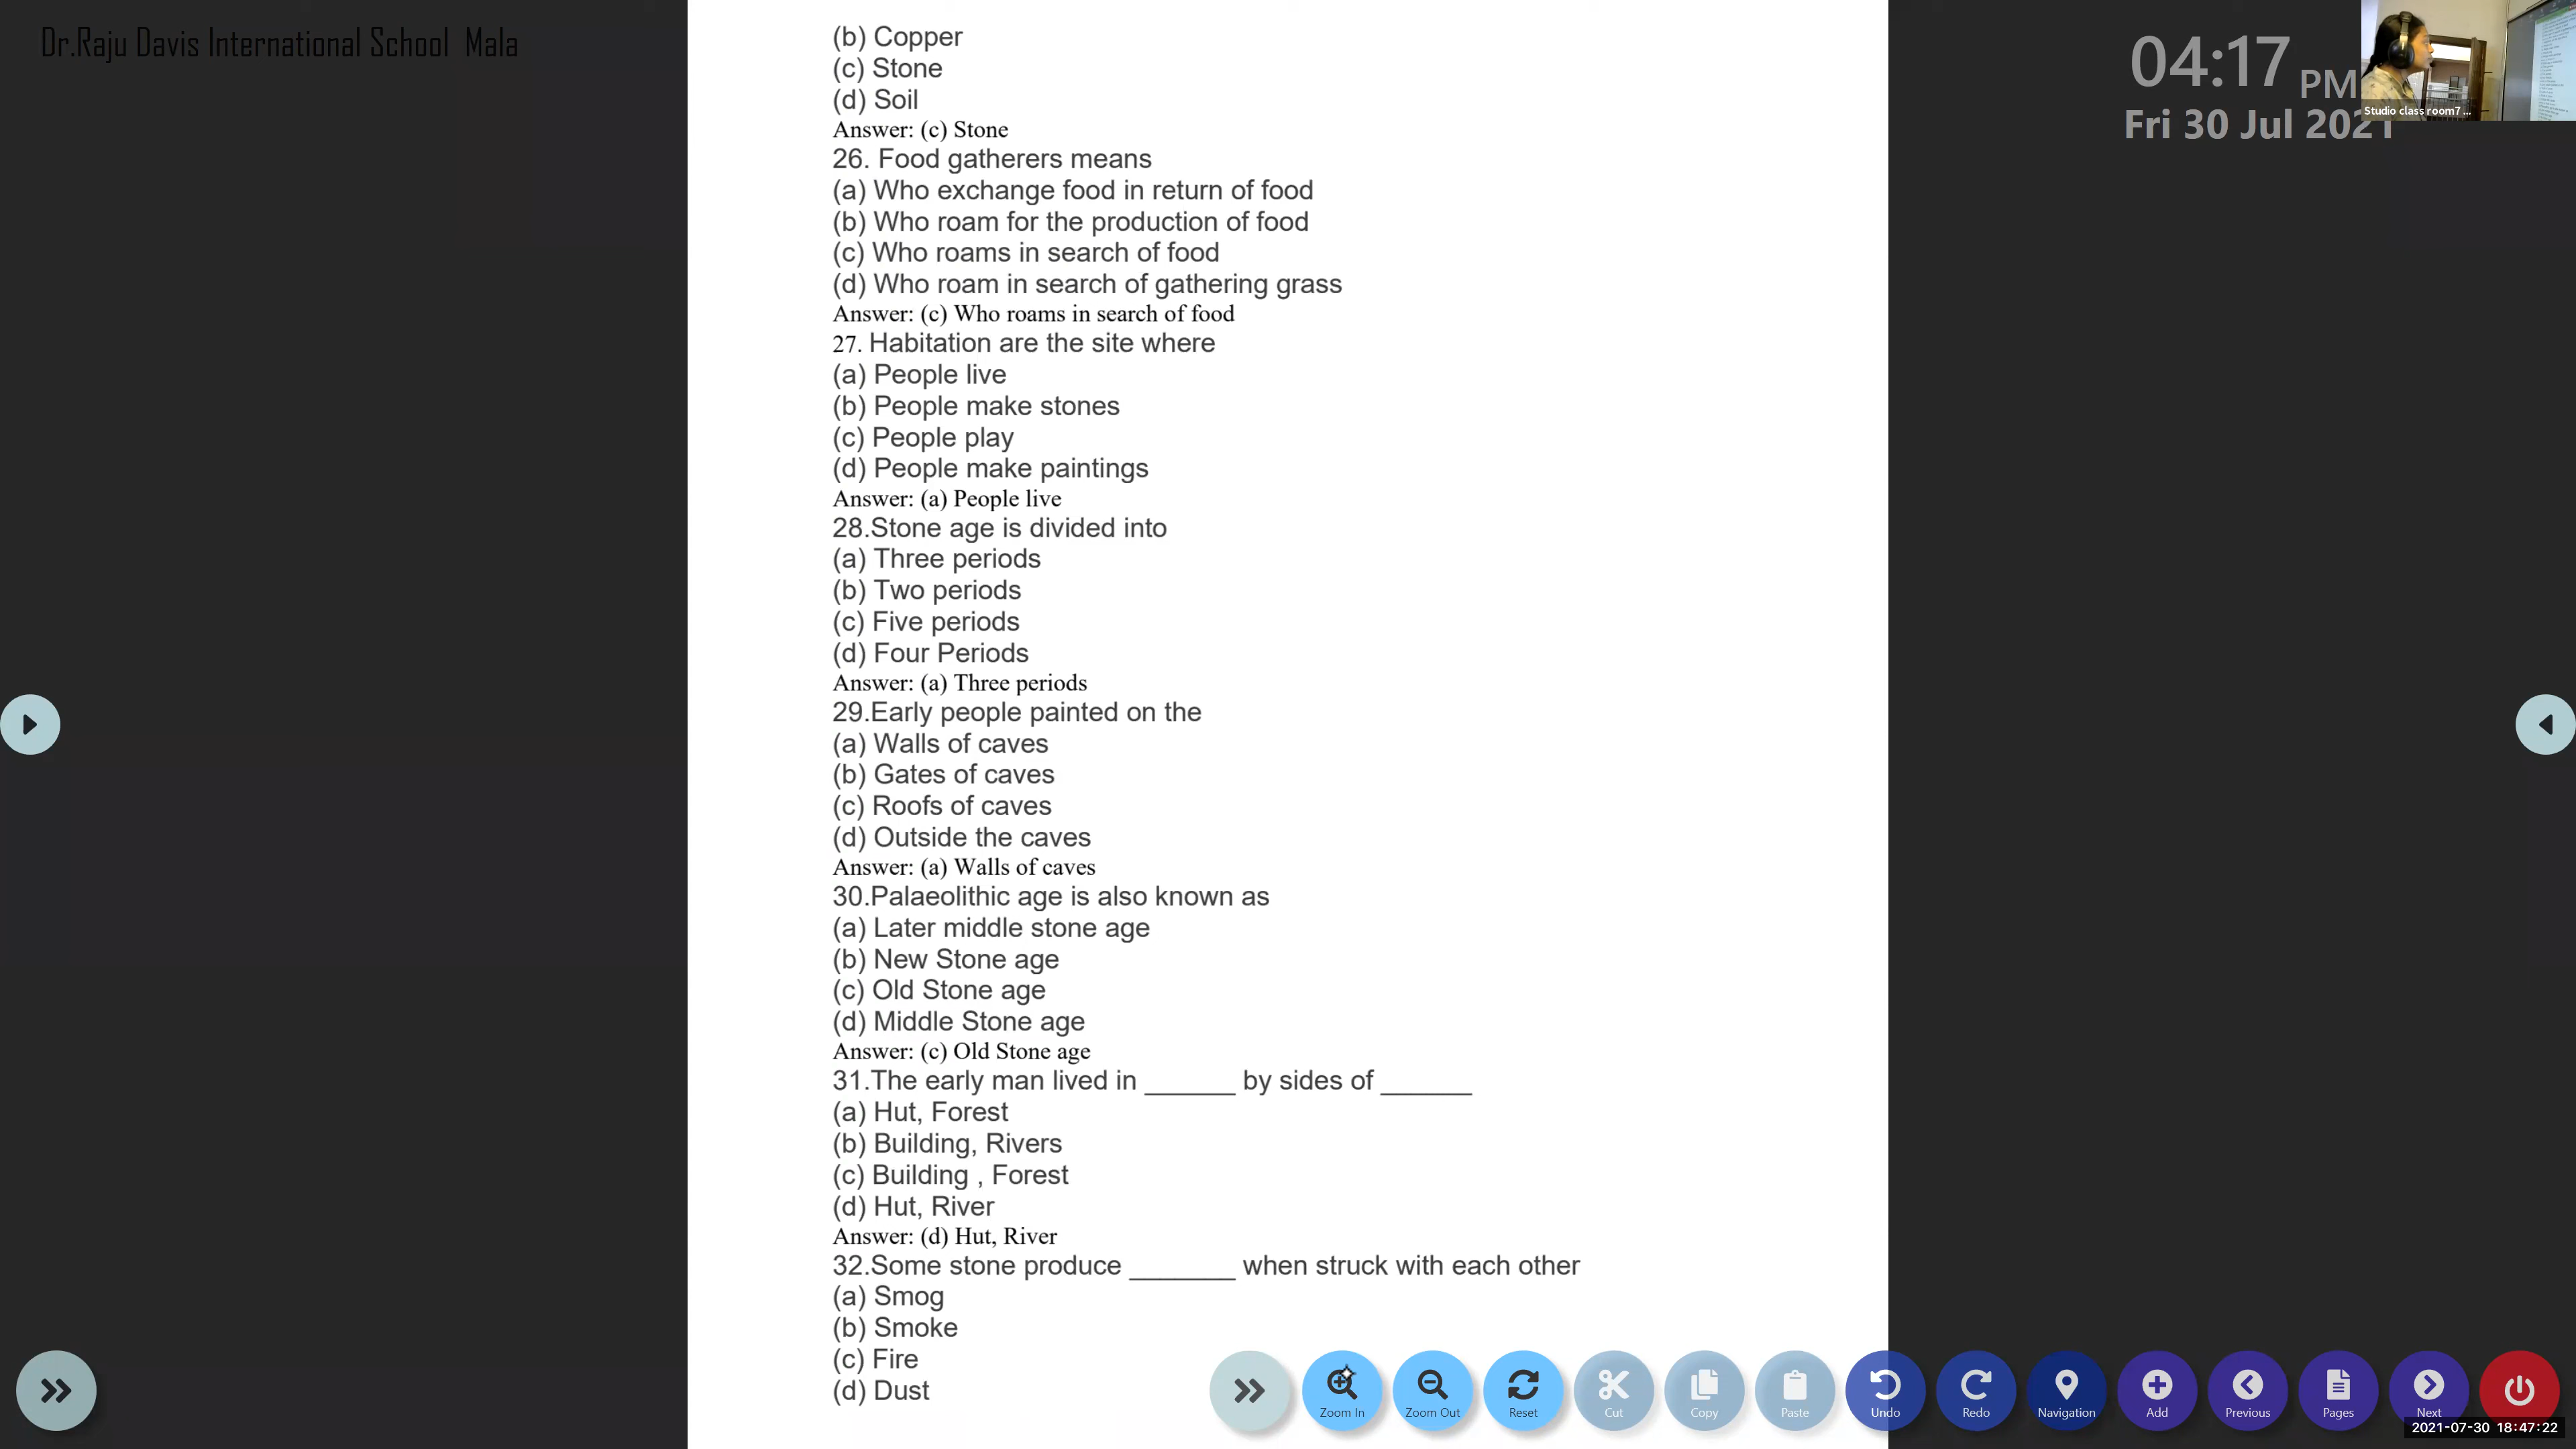 Dr.Raju Davis International School Mala
04:17 PM
Fri 30 Jul 2021
Studio class room7 ...
(b) Copper
(c) Stone
(d) Soil
Answer: (c) Stone
26. Food gatherers means
(a) Who exchange food in return of food
(b) Who roam for the production of food
(c) Who roams in search of food
(d) Who roam in search of gathering grass
Answer: (c) Who roams in search of food
27. Habitation are the site where
(a) People live
(b) People make stones
(c) People play
(d) People make paintings
Answer: (a) People live
28.Stone age is divided into
(a) Three periods
(b) Two periods
(c) Five periods
(d) Four Periods
Answer: (a) Three periods
29.Early people painted on the
(a) Walls of caves
(b) Gates of caves
(c) Roofs of caves
(d) Outside the caves
Answer: (a) Walls of caves
30.Palaeolithic age is also known as
(a) Later middle stone age
(b) New Stone age
(c) Old Stone age
(d) Middle Stone age
Answer: (c) Old Stone age
31.The early man lived in ______ by sides of ______
(a) Hut, Forest
(b) Building, Rivers
(c) Building , Forest
(d) Hut, River
Answer: (d) Hut, River
32.Some stone produce _______ when struck with each other
(a) Smog
(b) Smoke
(c) Fire
(d) Dust
Zoom In Zoom Out Reset Cut Copy Paste Undo Redo Navigation Add Previous Pages Next
2021-07-30 18:47:22